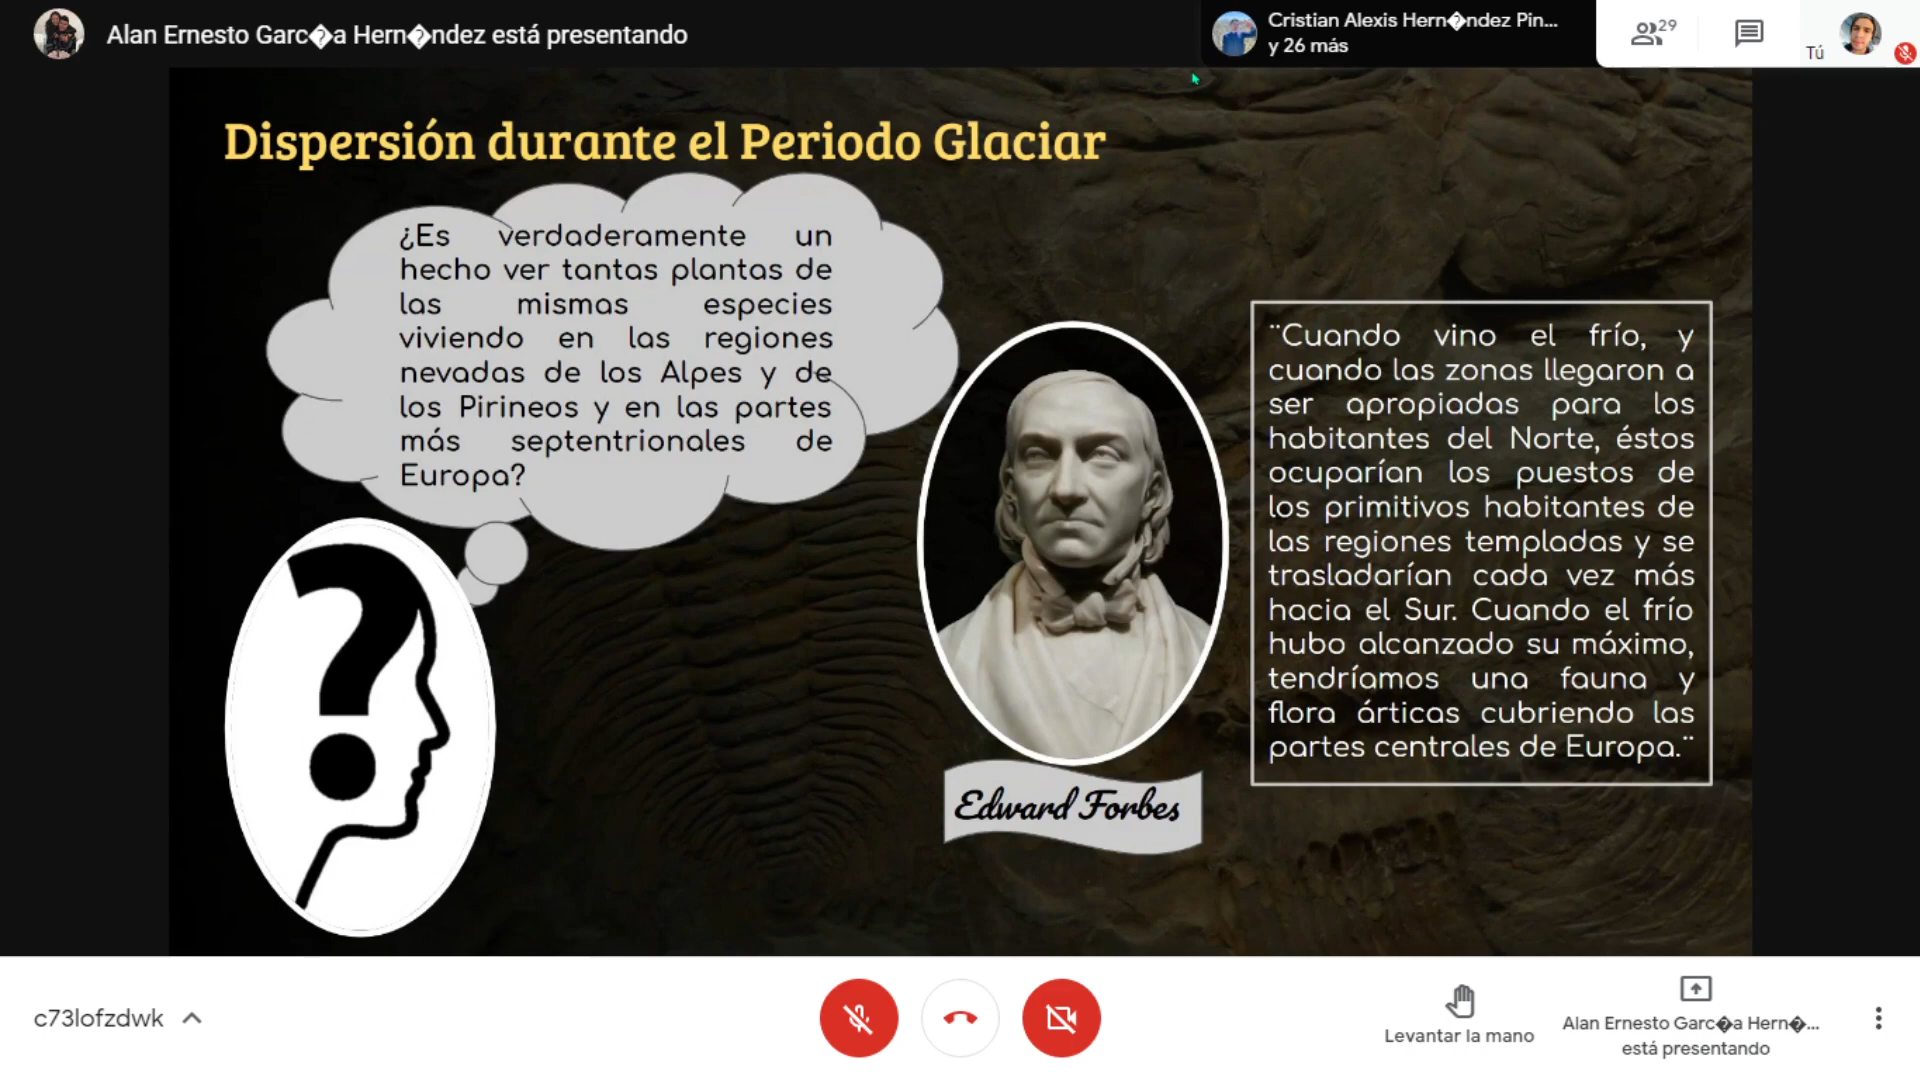 Alan Ernesto Garc�a Hern�ndez está presentando
Cristian Alexis Hern�ndez Pin...
y 26 más
29
Tú
Dispersión durante el Periodo Glaciar
¿Es verdaderamente un
hecho ver tantas plantas de
las mismas especies
viviendo en las regiones
nevadas de los Alpes y de
los Pirineos y en las partes
más septentrionales de
Europa?
Edward Forbes
¨Cuando vino el frío, y
cuando las zonas llegaron a
ser apropiadas para los
habitantes del Norte, éstos
ocuparían los puestos de
los primitivos habitantes de
las regiones templadas y se
trasladarían cada vez más
hacia el Sur. Cuando el frío
hubo alcanzado su máximo,
tendríamos una fauna y
flora árticas cubriendo las
partes centrales de Europa.¨
c73lofzdwk
Levantar la mano
Alan Ernesto Garc�a Hern�...
está presentando